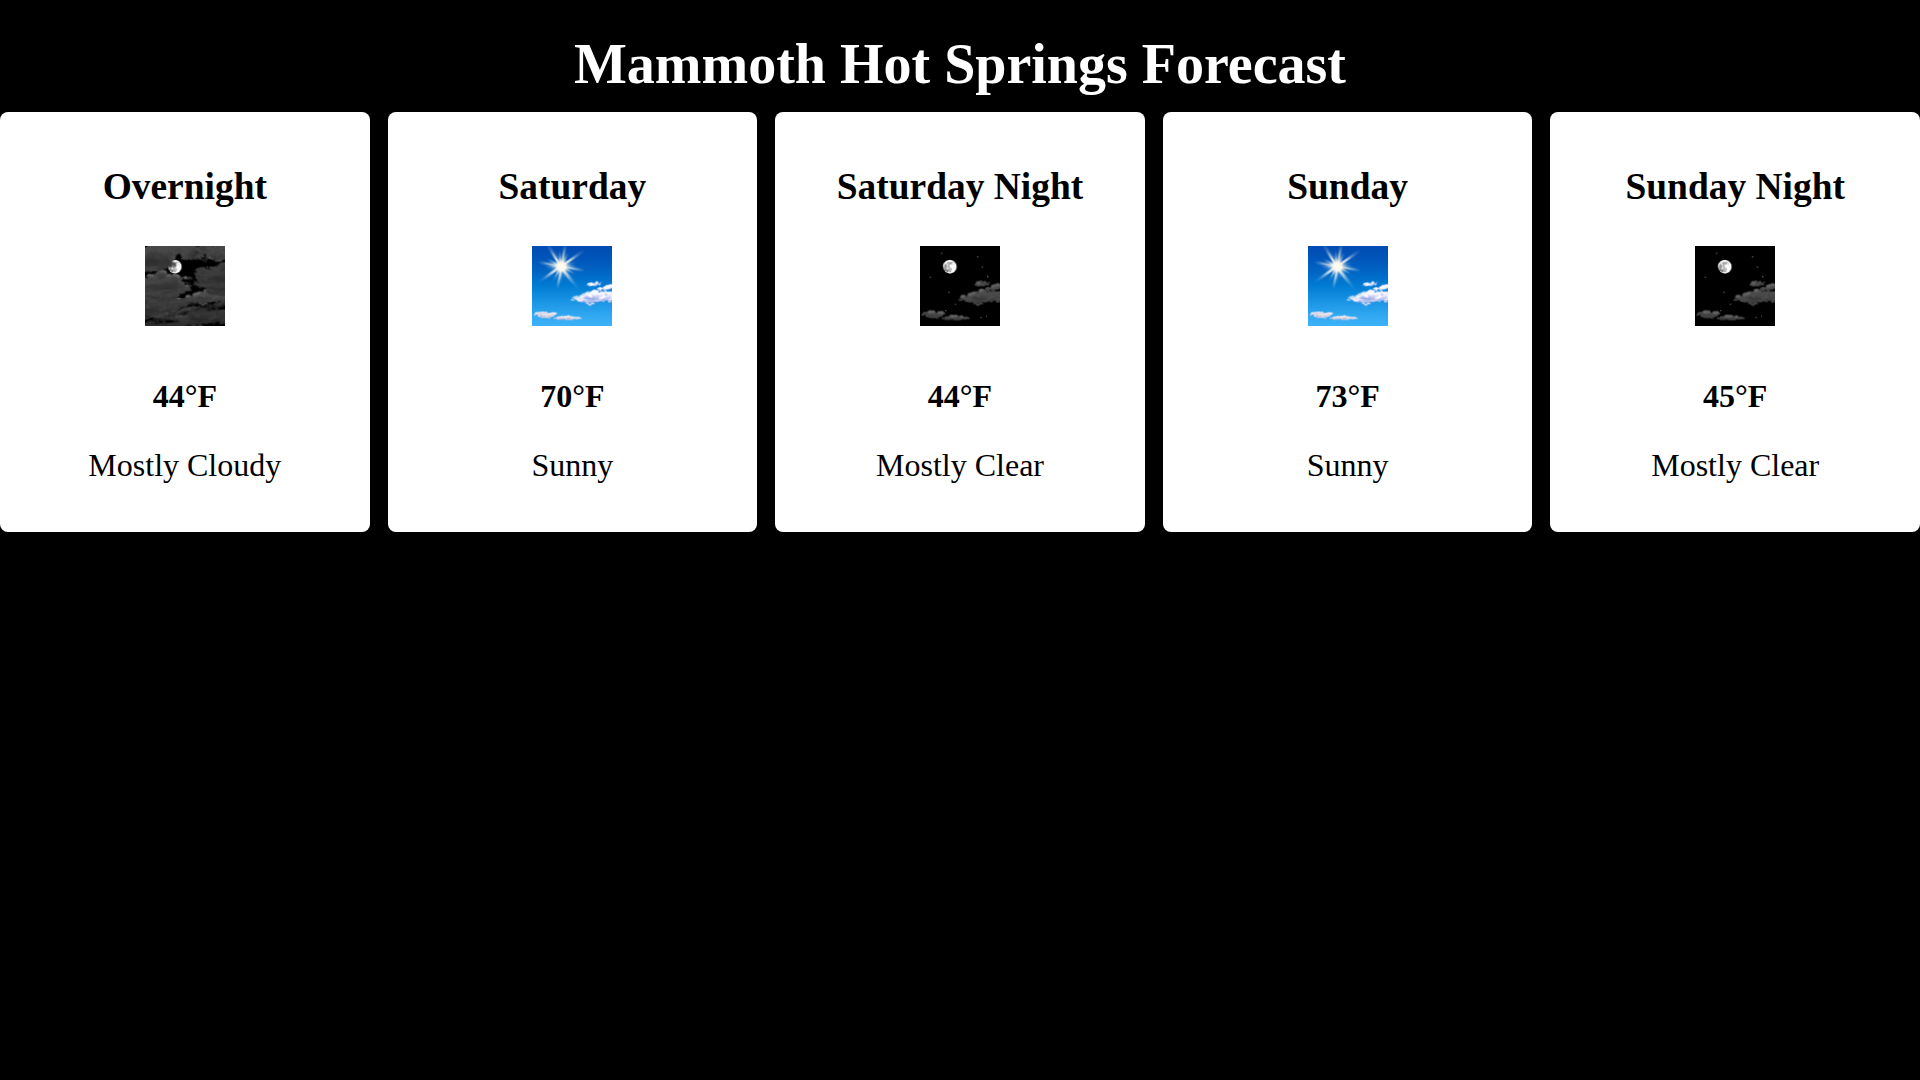 Mammoth Hot Springs Forecast
Overnight
44°F
Mostly Cloudy
Saturday
70°F
Sunny
Saturday Night
44°F
Mostly Clear
Sunday
73°F
Sunny
Sunday Night
45°F
Mostly Clear